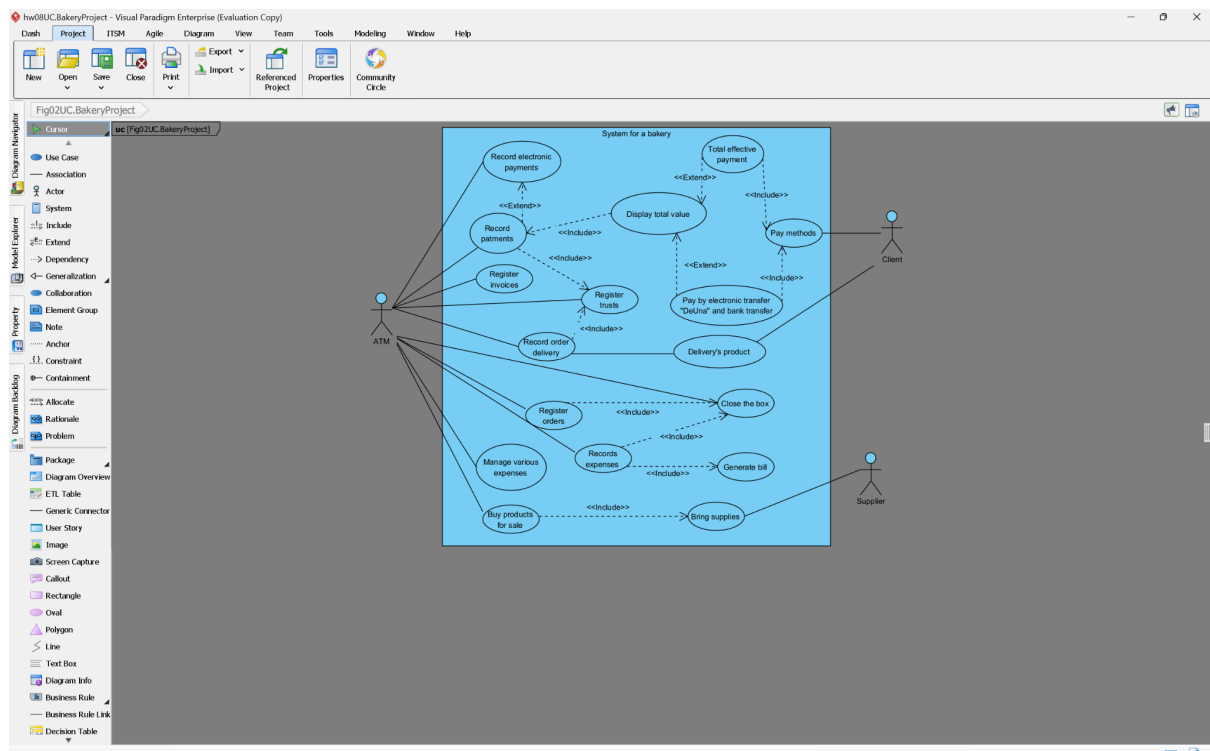 hw08UC.BakeryProject - Visual Paradigm Enterprise (Evaluation Copy)
Dash Project ITSM Agile Diagram View Team Tools Modeling Window Help
New
Open
Save
Close
Print
Export
Import
Referenced
Project
Properties
Community
Circle
Fig02UC.BakeryProject
Diagram Navigator
Model Explorer
Property
Diagram Backlog
Cursor
Use Case
Association
Actor
System
Include
Extend
Dependency
Generalization
Collaboration
Element Group
Note
Anchor
Constraint
Containment
Allocate
Rationale
Problem
Package
Diagram Overview
ETL Table
Generic Connector
User Story
Image
Screen Capture
Callout
Rectangle
Oval
Polygon
Line
Text Box
Diagram Info
Business Rule
Business Rule Link
Decision Table
uc [Fig02UC.BakeryProject]
System for a bakery
Record electronic
payments
Total effective
payment
<<Extend>>
<<Include>>
<<Extend>>
Display total value
Record
patments
<<Include>>
Pay methods
Client
<<Include>>
<<Extend>>
<<Include>>
Register
invoices
Register
trusts
Pay by electronic transfer
"DeUna" and bank transfer
ATM
<<Include>>
Record order
delivery
Delivery's product
Register
orders
<<Include>>
Close the box
<<Include>>
Records
expenses
<<Include>>
Generate bill
Manage various
expenses
Supplier
Buy products
for sale
<<Include>>
Bring supplies